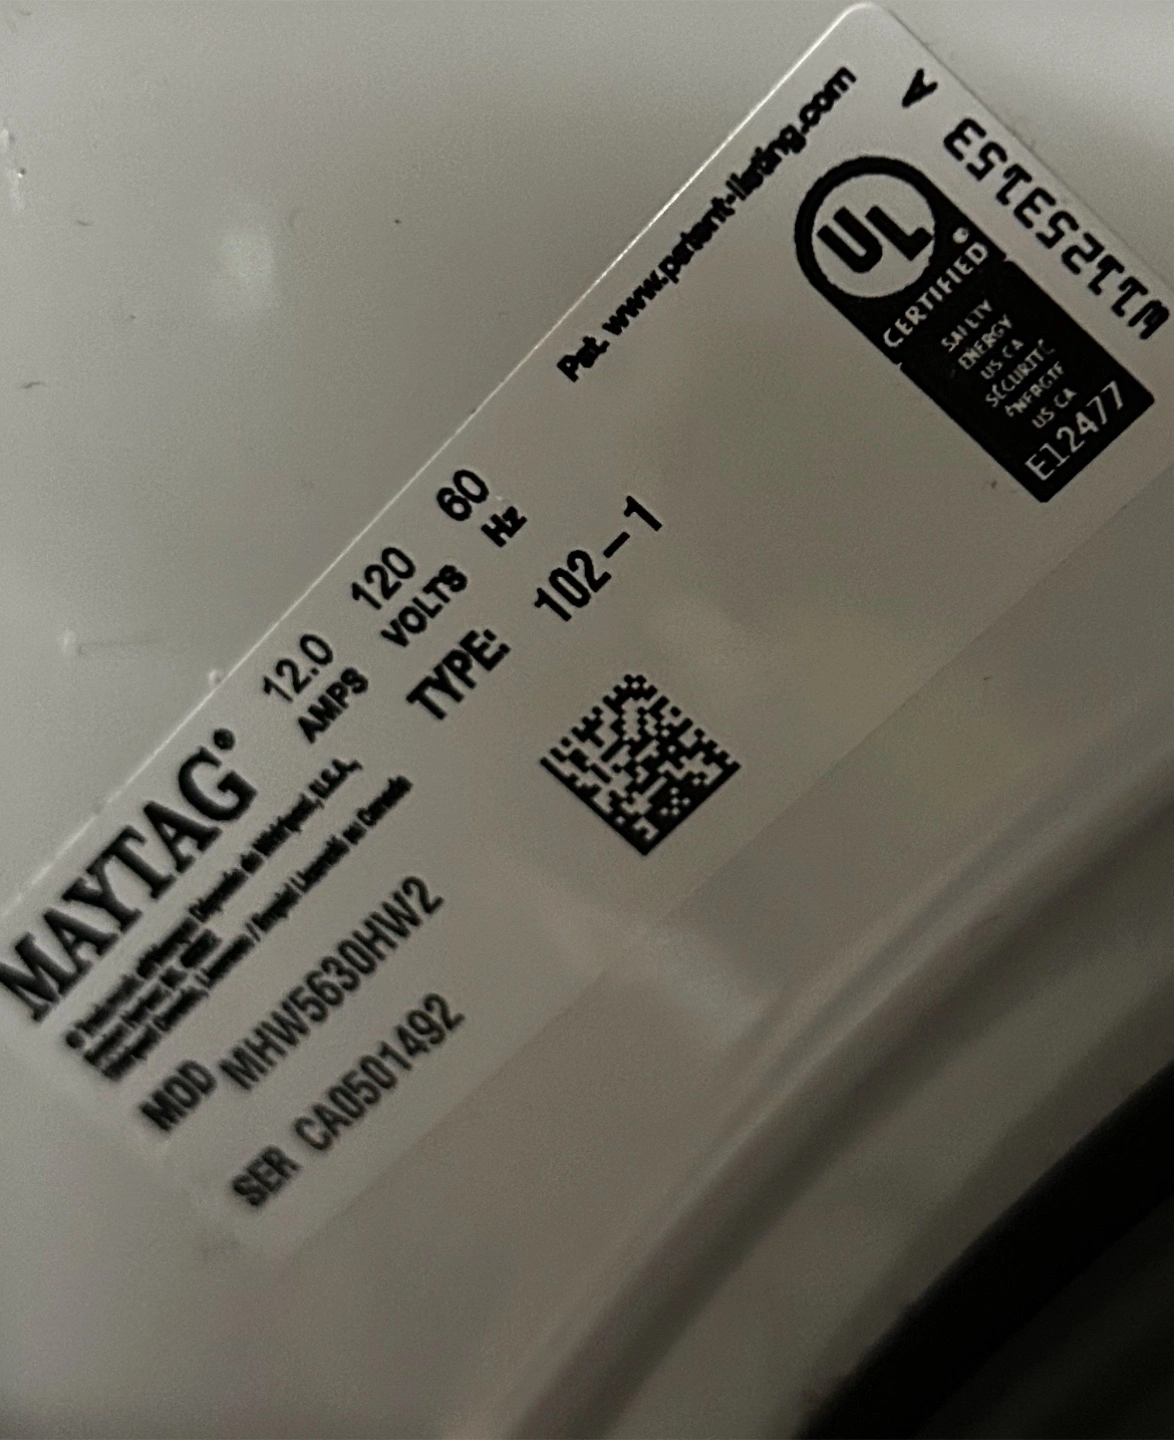 MAYTAG®
12.0 AMPS
120 VOLTS
60 Hz
Pat. www.patent-listing.com
TYPE: 102-1
MOD MHW5630HW2
SER CA0501492
UL
CERTIFIED
SAFETY
ENERGY
US CA
SÉCURITÉ
ÉNERGIE
US CA
E12477
W11253153 A